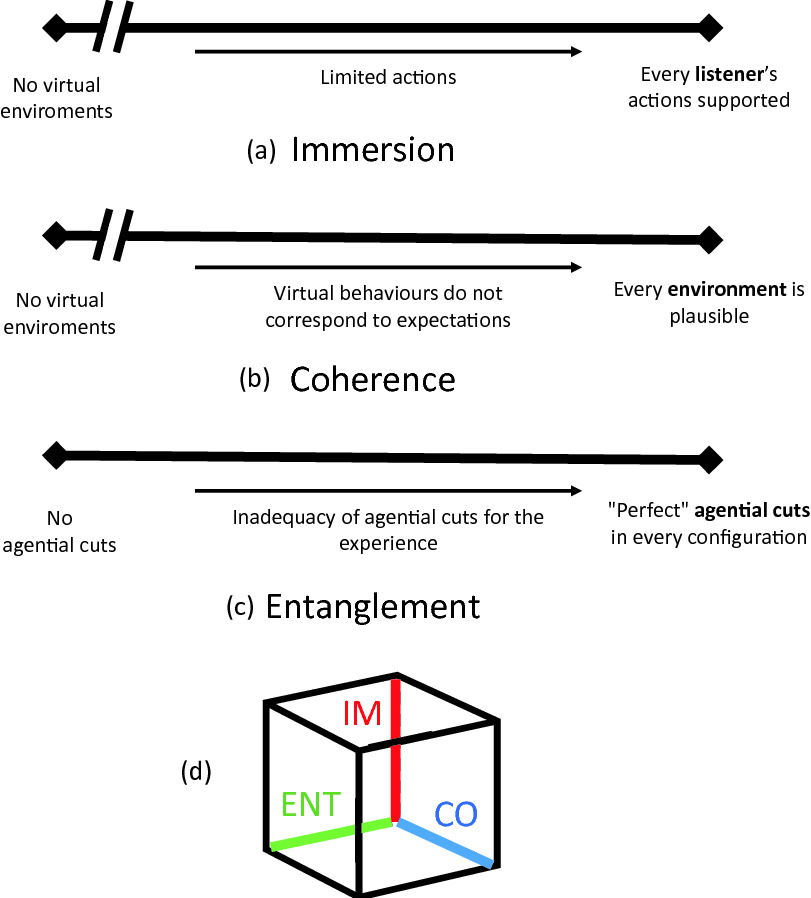 Limited actions
No virtual
enviroments
Every listener's
actions supported
(a) Immersion
Virtual behaviours do not
correspond to expectations
No virtual
enviroments
Every environment is
plausible
(b) Coherence
Inadequacy of agential cuts for the
experience
No
agential cuts
"Perfect" agential cuts
in every configuration
(c) Entanglement
(d)
IM
ENT
CO